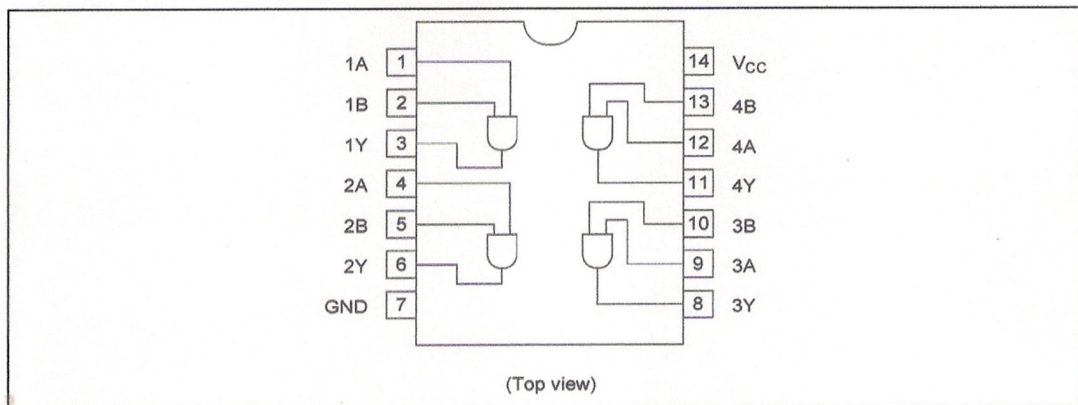 1A 1
1B 2
1Y 3
2A 4
2B 5
2Y 6
GND 7
14 VCC
13 4B
12 4A
11 4Y
10 3B
9 3A
8 3Y
(Top view)